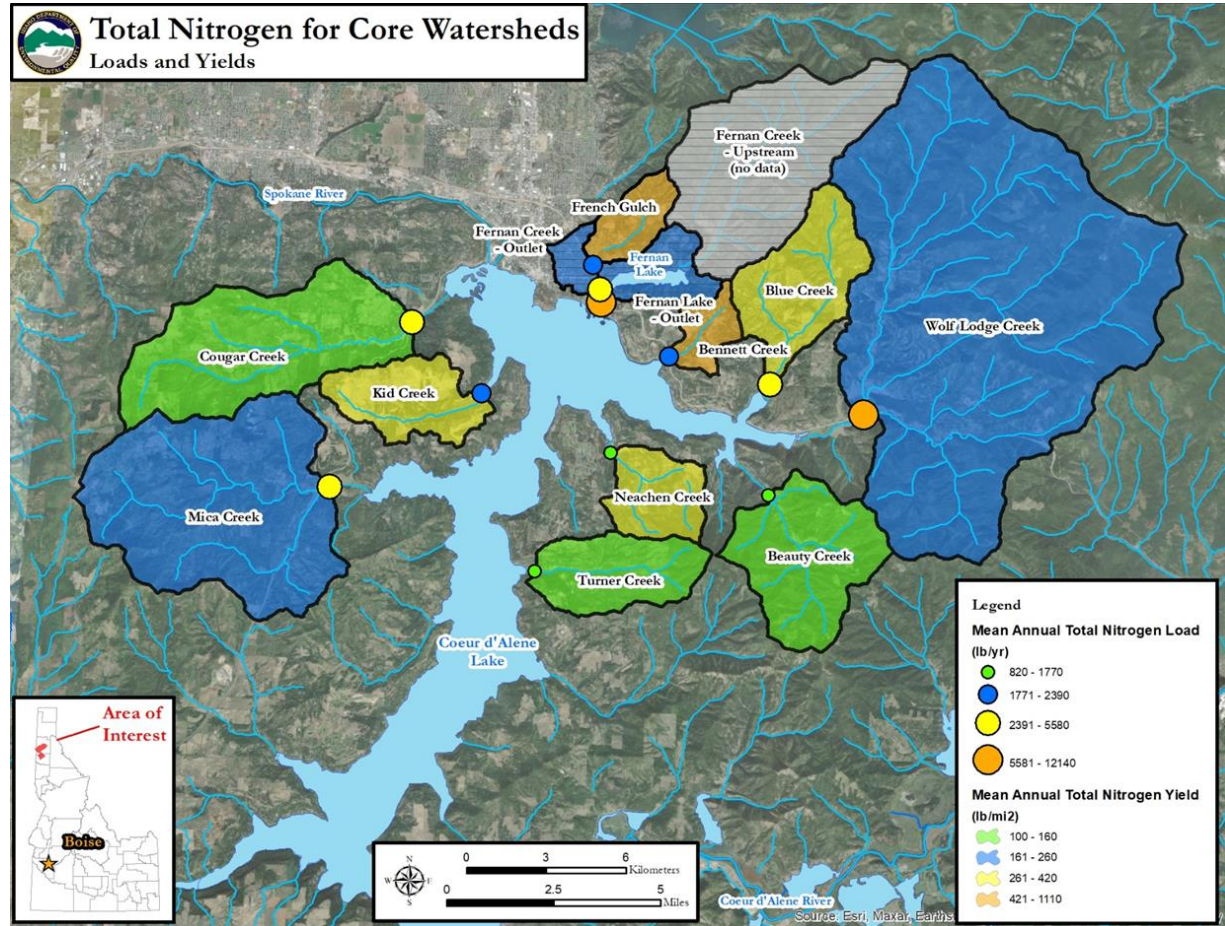 Total Nitrogen for Core Watersheds
Loads and Yields
Fernan Creek
- Upstream
(no data)
French Gulch
Spokane River
Fernan Creek
- Outlet
Fernan
Lake
Fernan Lake
- Outlet
Blue Creek
Wolf Lodge Creek
Bennett Creek
Cougar Creek
Kid Creek
Mica Creek
Neachen Creek
Beauty Creek
Turner Creek
Coeur d'Alene
Lake
Coeur d'Alene River
Legend
Mean Annual Total Nitrogen Load
(lb/yr)
820 - 1770
1771 - 2390
2391 - 5580
5581 - 12140
Mean Annual Total Nitrogen Yield
(lb/mi2)
100 - 160
161 - 260
261 - 420
421 - 1110
Area of
Interest
Boise
N
W E
S
0 3 6
Kilometers
0 2.5 5
Miles
Source: Esri, Maxar, Earths